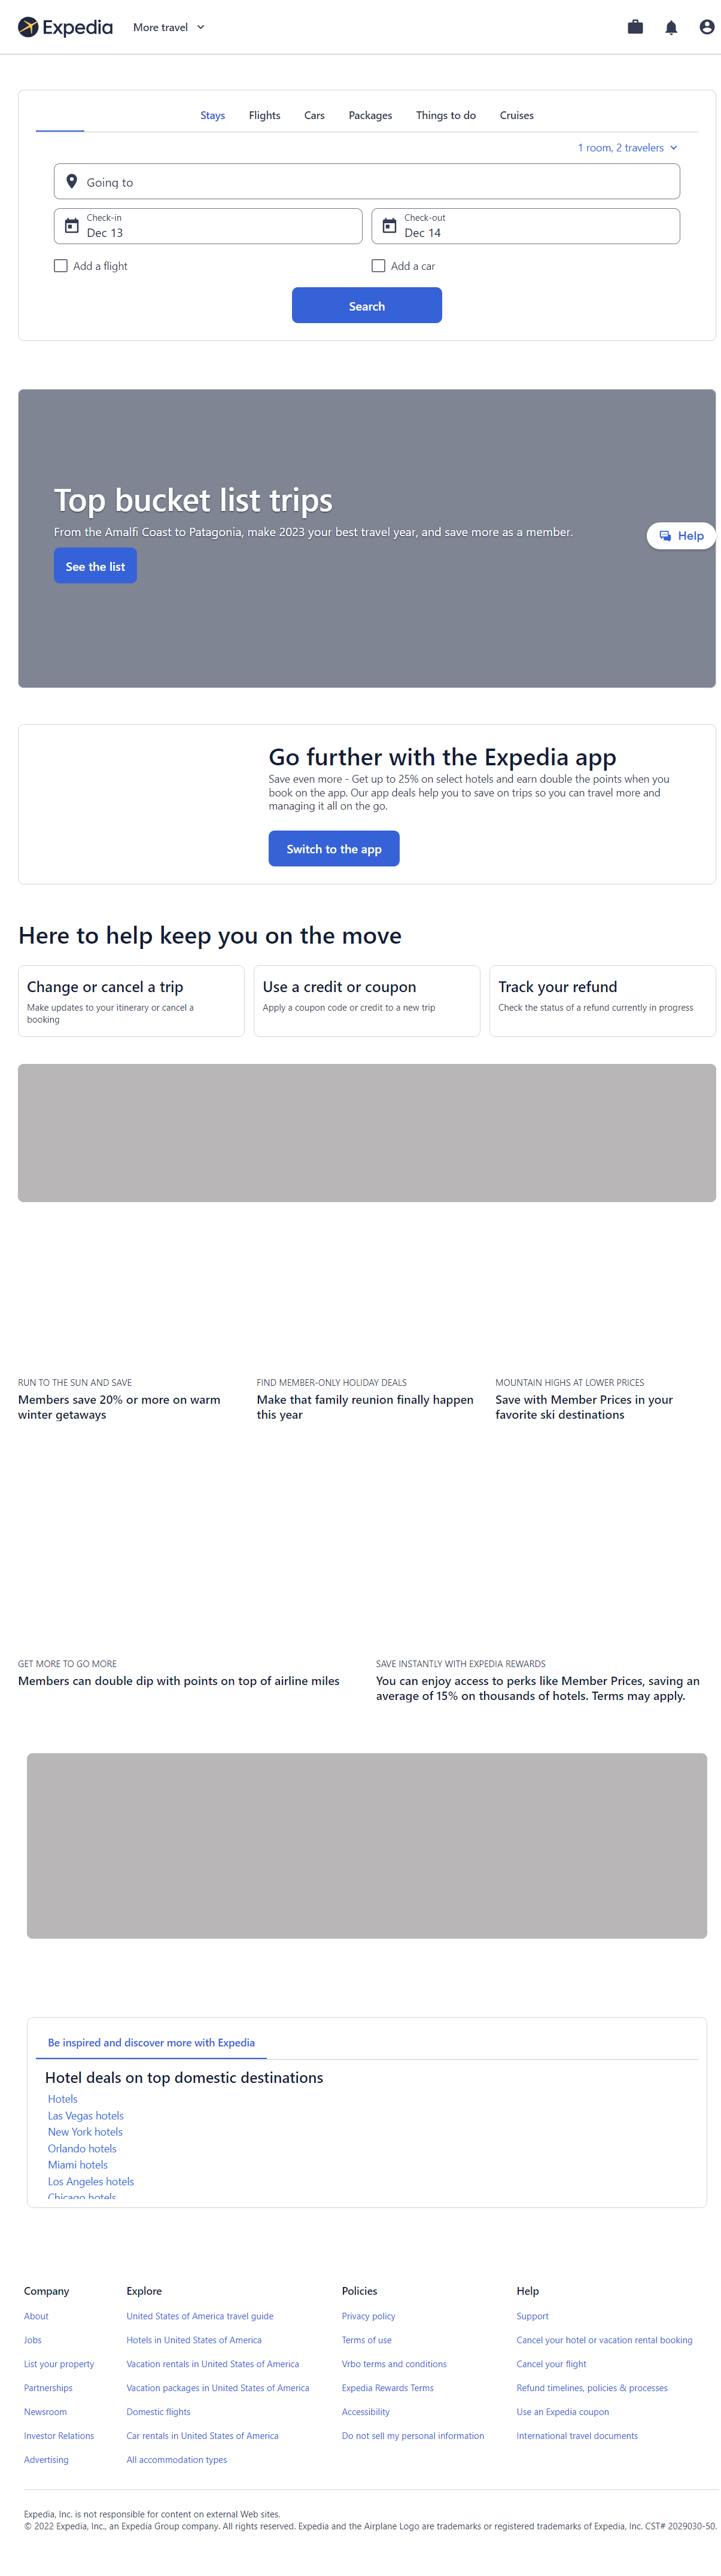 Expedia
More travel
Stays
Flights
Cars
Packages
Things to do
Cruises
1 room, 2 travelers
Going to
Check-in
Dec 13
Check-out
Dec 14
Add a flight
Add a car
Search
Top bucket list trips
From the Amalfi Coast to Patagonia, make 2023 your best travel year, and save more as a member.
See the list
Help
Go further with the Expedia app
Save even more - Get up to 25% on select hotels and earn double the points when you
book on the app. Our app deals help you to save on trips so you can travel more and
managing it all on the go.
Switch to the app
Here to help keep you on the move
Change or cancel a trip
Make updates to your itinerary or cancel a
booking
Use a credit or coupon
Apply a coupon code or credit to a new trip
Track your refund
Check the status of a refund currently in progress
RUN TO THE SUN AND SAVE
Members save 20% or more on warm
winter getaways
FIND MEMBER-ONLY HOLIDAY DEALS
Make that family reunion finally happen
this year
MOUNTAIN HIGHS AT LOWER PRICES
Save with Member Prices in your
favorite ski destinations
GET MORE TO GO MORE
Members can double dip with points on top of airline miles
SAVE INSTANTLY WITH EXPEDIA REWARDS
You can enjoy access to perks like Member Prices, saving an
average of 15% on thousands of hotels. Terms may apply.
Be inspired and discover more with Expedia
Hotel deals on top domestic destinations
Hotels
Las Vegas hotels
New York hotels
Orlando hotels
Miami hotels
Los Angeles hotels
Chicago hotels
Company
About
Jobs
List your property
Partnerships
Newsroom
Investor Relations
Advertising
Explore
United States of America travel guide
Hotels in United States of America
Vacation rentals in United States of America
Vacation packages in United States of America
Domestic flights
Car rentals in United States of America
All accommodation types
Policies
Privacy policy
Terms of use
Vrbo terms and conditions
Expedia Rewards Terms
Accessibility
Do not sell my personal information
Help
Support
Cancel your hotel or vacation rental booking
Cancel your flight
Refund timelines, policies & processes
Use an Expedia coupon
International travel documents
Expedia, Inc. is not responsible for content on external Web sites.
© 2022 Expedia, Inc., an Expedia Group company. All rights reserved. Expedia and the Airplane Logo are trademarks or registered trademarks of Expedia, Inc. CST# 2029030-50.